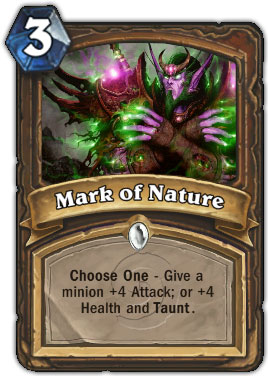 3
Mark of Nature
Choose One - Give a
minion +4 Attack; or +4
Health and Taunt.